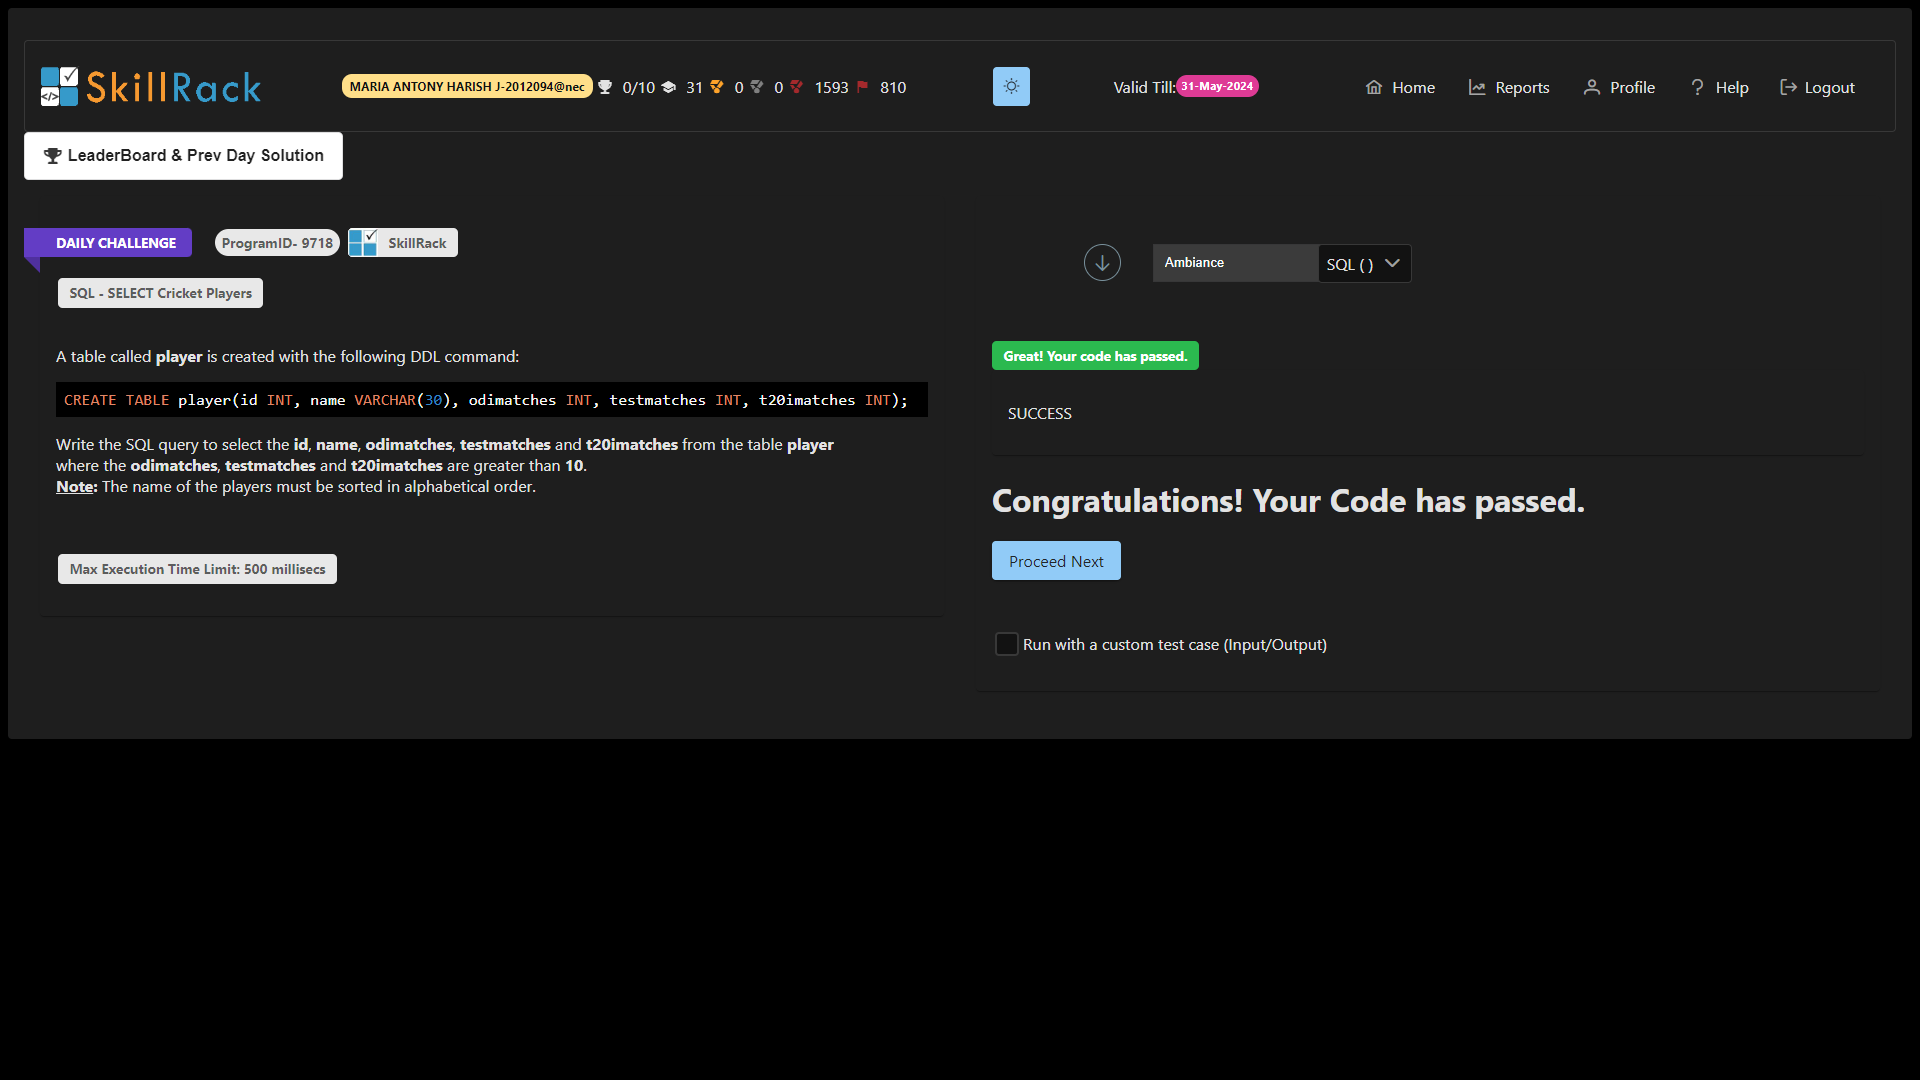 SkillRack
MARIA ANTONY HARISH J-2012094@nec 0/10 31 0 0 1593 810
Valid Till:31-May-2024
Home Reports Profile Help Logout
LeaderBoard & Prev Day Solution
DAILY CHALLENGE ProgramID- 9718 SkillRack
SQL - SELECT Cricket Players
A table called player is created with the following DDL command:
CREATE TABLE player(id INT, name VARCHAR(30), odimatches INT, testmatches INT, t20imatches INT);
Write the SQL query to select the id, name, odimatches, testmatches and t20imatches from the table player
where the odimatches, testmatches and t20imatches are greater than 10.
Note: The name of the players must be sorted in alphabetical order.
Max Execution Time Limit: 500 millisecs
Ambiance SQL ( )
Great! Your code has passed.
SUCCESS
Congratulations! Your Code has passed.
Proceed Next
Run with a custom test case (Input/Output)